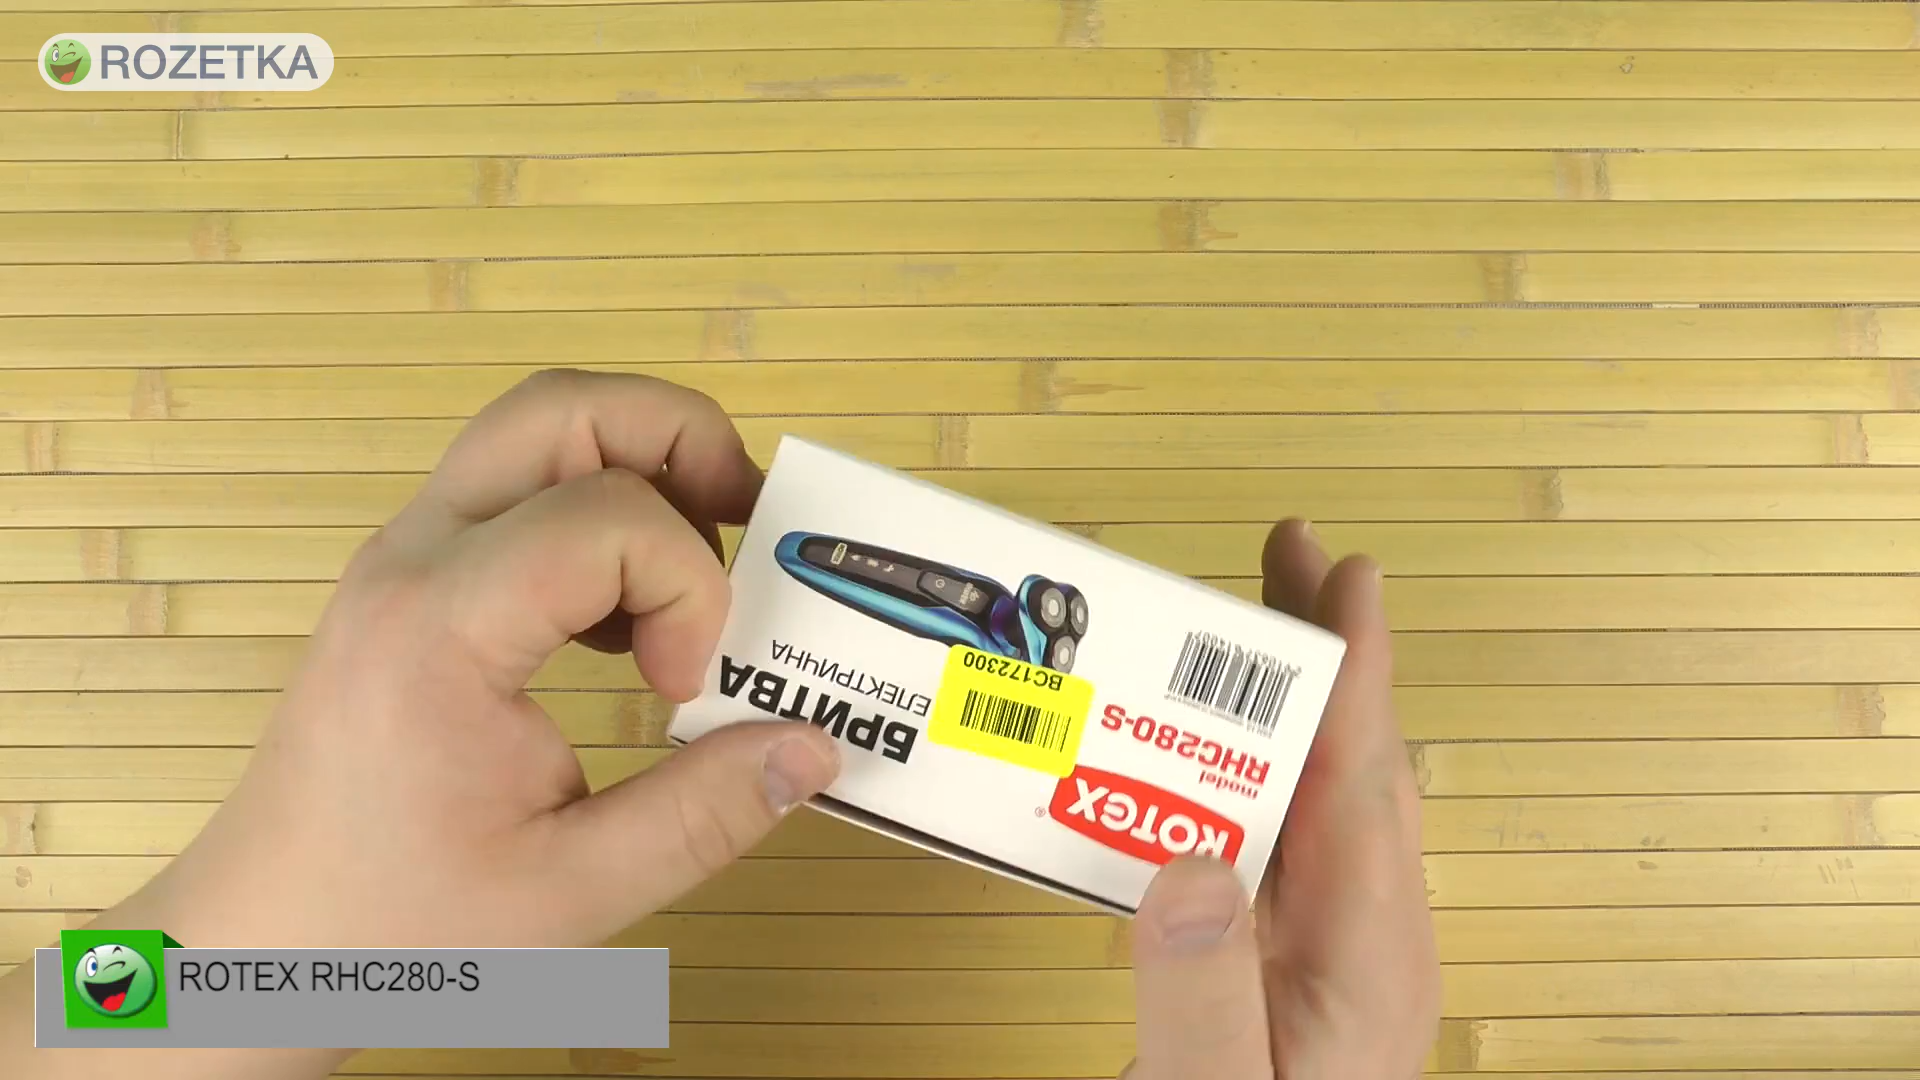 ROZETKA
ROTEX®
model
RHC280-S
BC172300
БРИТВА
ЕЛЕКТРИЧНА
ROTEX RHC280-S